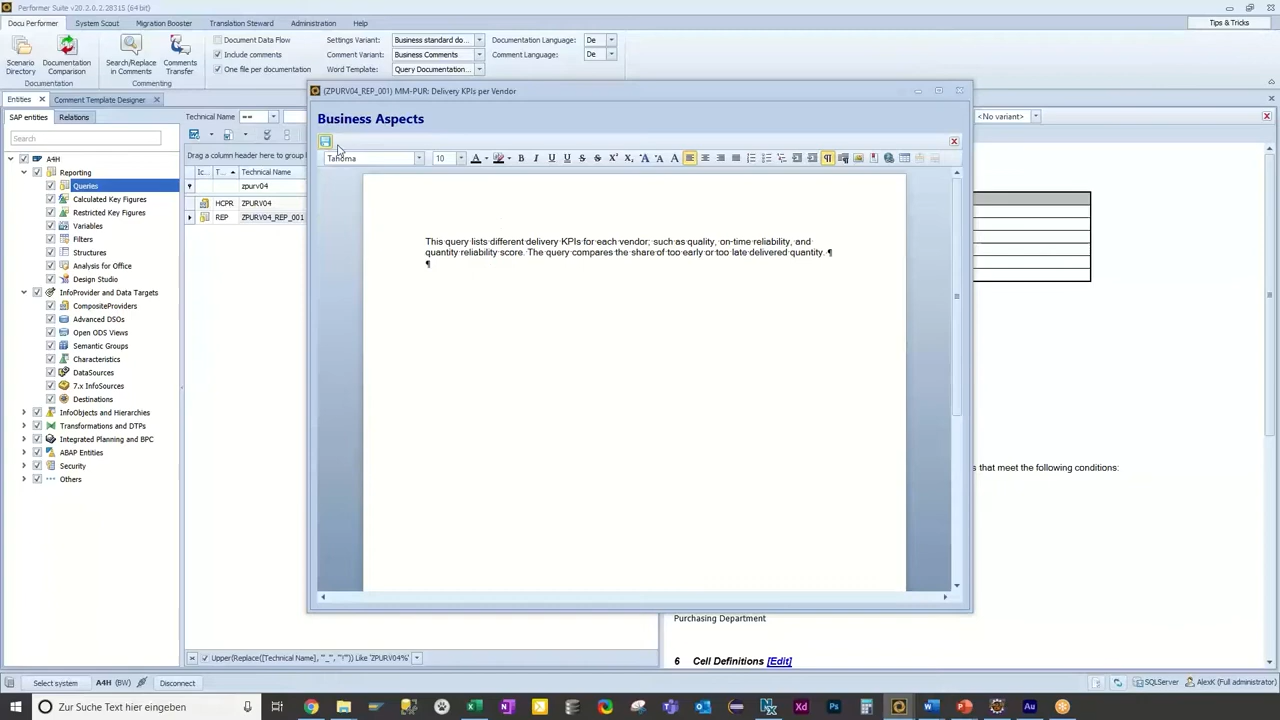 Performer Suite v20.2.0.2.28315 (64 bit)
Docu Performer
System Scout
Migration Booster
Translation Steward
Administration
Help
Tips & Tricks
Scenario Directory
Documentation Comparison
Documentation
Search/Replace in Comments
Comments Transfer
Commenting
Document Data Flow
Include comments
One file per documentation
Settings Variant:
Business standard do...
Comment Variant:
Business Comments
Word Template:
Query Documentation...
Documentation Language:
De
Comment Language:
De
Entities
Comment Template Designer
SAP entities
Relations
Search
A4H
Reporting
Queries
Calculated Key Figures
Restricted Key Figures
Variables
Filters
Structures
Analysis for Office
Design Studio
InfoProvider and Data Targets
CompositeProviders
Advanced DSOs
Open ODS Views
Semantic Groups
Characteristics
DataSources
7.x InfoSources
Destinations
InfoObjects and Hierarchies
Transformations and DTPs
Integrated Planning and BPC
ABAP Entities
Security
Others
Technical Name
==
Drag a column header here to group
Ic...
T...
Technical Name
zpurv04
HCPR
ZPURV04
REP
ZPURV04_REP_001
(ZPURV04_REP_001) MM-PUR: Delivery KPIs per Vendor
Business Aspects
Tahoma
10
This query lists different delivery KPIs for each vendor; such as quality, on-time reliability, and
quantity reliability score. The query compares the share of too early or too late delivered quantity. ¶
¶
<No variant>
s that meet the following conditions:
Purchasing Department
6 Cell Definitions [Edit]
Upper(Replace([Technical Name], "_", "!")) Like 'ZPURV04%'
Select system
A4H (BW)
Disconnect
SQLServer
AlexK (Full administrator)
Zur Suche Text hier eingeben